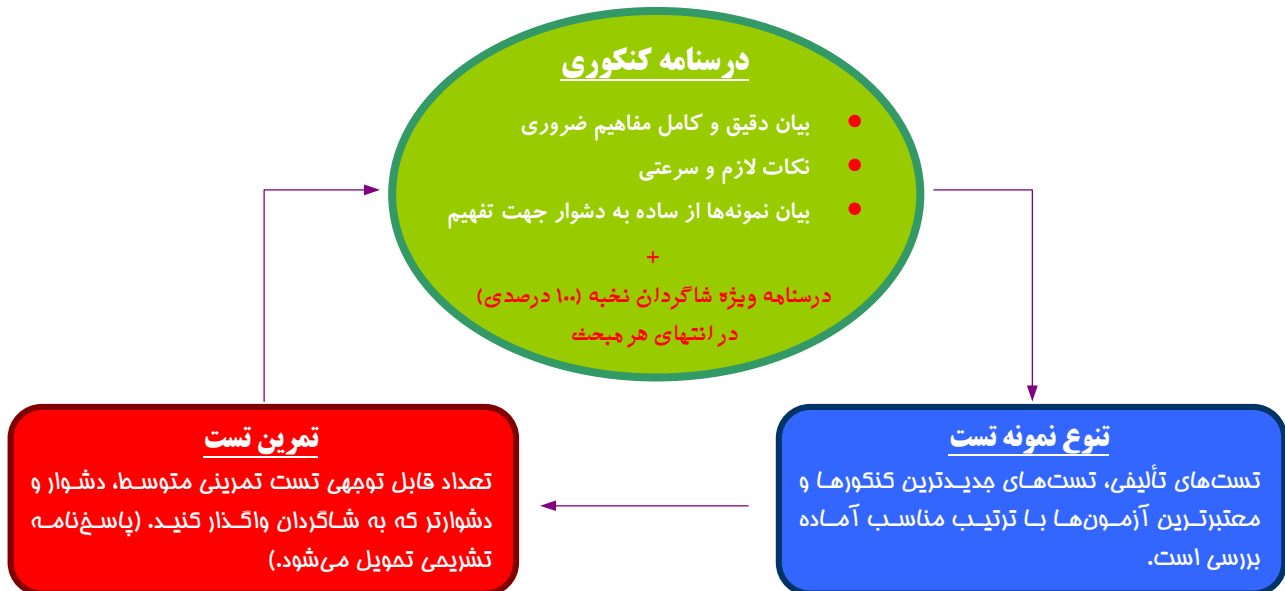 درسنامه کنکوری
بیان دقیق و کامل مفاهیم ضروری
نکات لازم و سرعتی
بیان نمونه‌ها از ساده به دشوار جهت تفهیم
+
درسنامه ویژه شاگردان نخبه (۱۰۰ درصدی)
در انتهای هر مبحث
تنوع نمونه تست
تست‌های تألیفی، تست‌های جدیدترین کنکورها و
معتبرترین آزمون‌ها با ترتیب مناسب آماده
بررسی است.
تمرین تست
تعداد قابل توجهی تست تمرینی متوسط، دشوار و
دشوارتر که به شاگردان واگذار کنید. (پاسخ‌نامه
تشریحی تحویل می‌شود.)